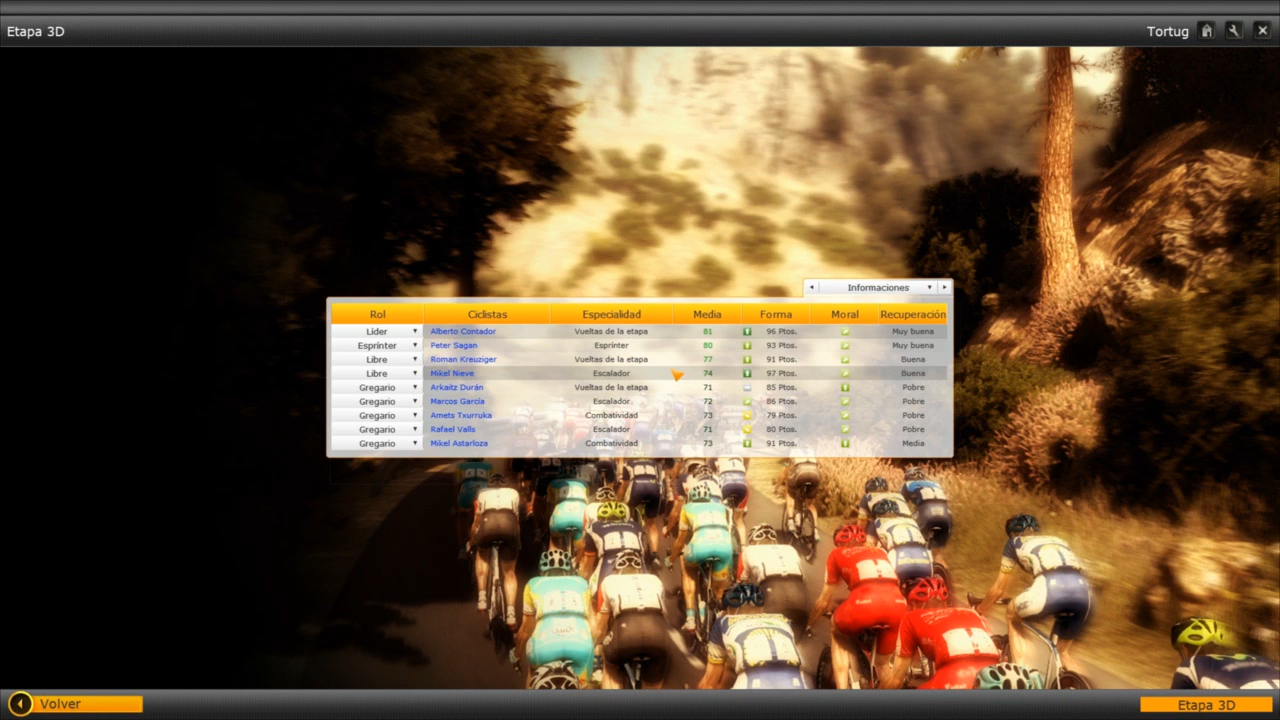 Etapa 3D
Tortug
Informaciones
Rol Ciclistas Especialidad Media Forma Moral Recuperación
Líder Alberto Contador Vueltas de la etapa 81 96 Ptos. Muy buena
Esprínter Peter Sagan Esprínter 80 93 Ptos. Muy buena
Libre Roman Kreuziger Vueltas de la etapa 77 91 Ptos. Buena
Libre Mikel Nieve Escalador 74 97 Ptos. Buena
Gregario Arkaitz Durán Vueltas de la etapa 71 85 Ptos. Pobre
Gregario Marcos García Escalador 72 86 Ptos. Pobre
Gregario Amets Txurruka Combatividad 73 79 Ptos. Pobre
Gregario Rafael Valls Escalador 71 80 Ptos. Pobre
Gregario Mikel Astarloza Combatividad 73 91 Ptos. Media
Volver
Etapa 3D